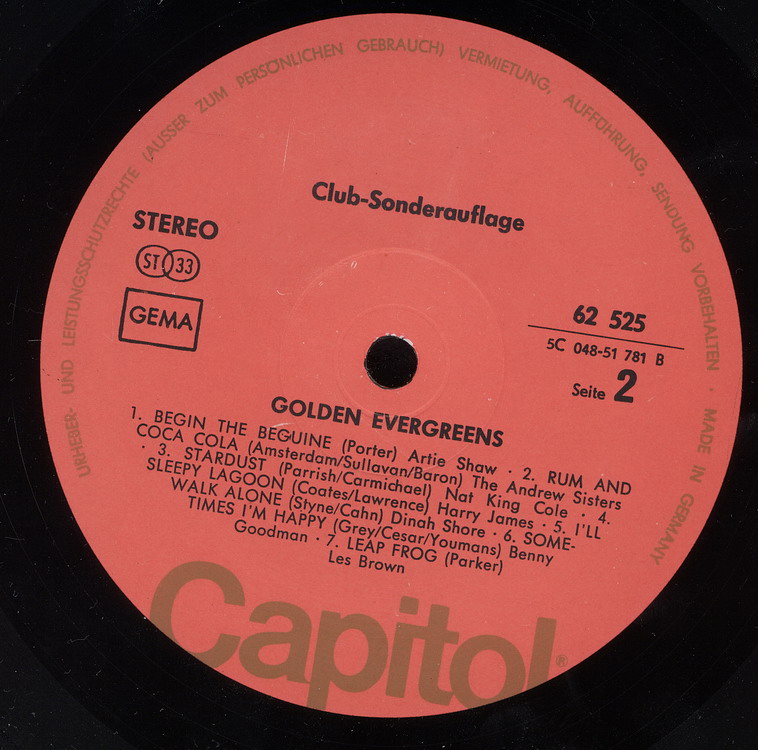 URHEBER- UND LEISTUNGSSCHUTZRECHTE (AUSSER ZUM PERSÖNLICHEN GEBRAUCH) VERMIETUNG, AUFFÜHRUNG, SENDUNG VORBEHALTEN · MADE IN GERMANY
Club-Sonderauflage
STEREO
ST 33
GEMA
62 525
5C 048-51 781 B
Seite 2
GOLDEN EVERGREENS
1. BEGIN THE BEGUINE (Porter) Artie Shaw · 2. RUM AND
COCA COLA (Amsterdam/Sullavan/Baron) The Andrew Sisters
· 3. STARDUST (Parrish/Carmichael) Nat King Cole · 4.
SLEEPY LAGOON (Coates/Lawrence) Harry James · 5. I'LL
WALK ALONE (Styne/Cahn) Dinah Shore · 6. SOME-
TIMES I'M HAPPY (Grey/Cesar/Youmans) Benny
Goodman · 7. LEAP FROG (Parker)
Les Brown
Capitol®